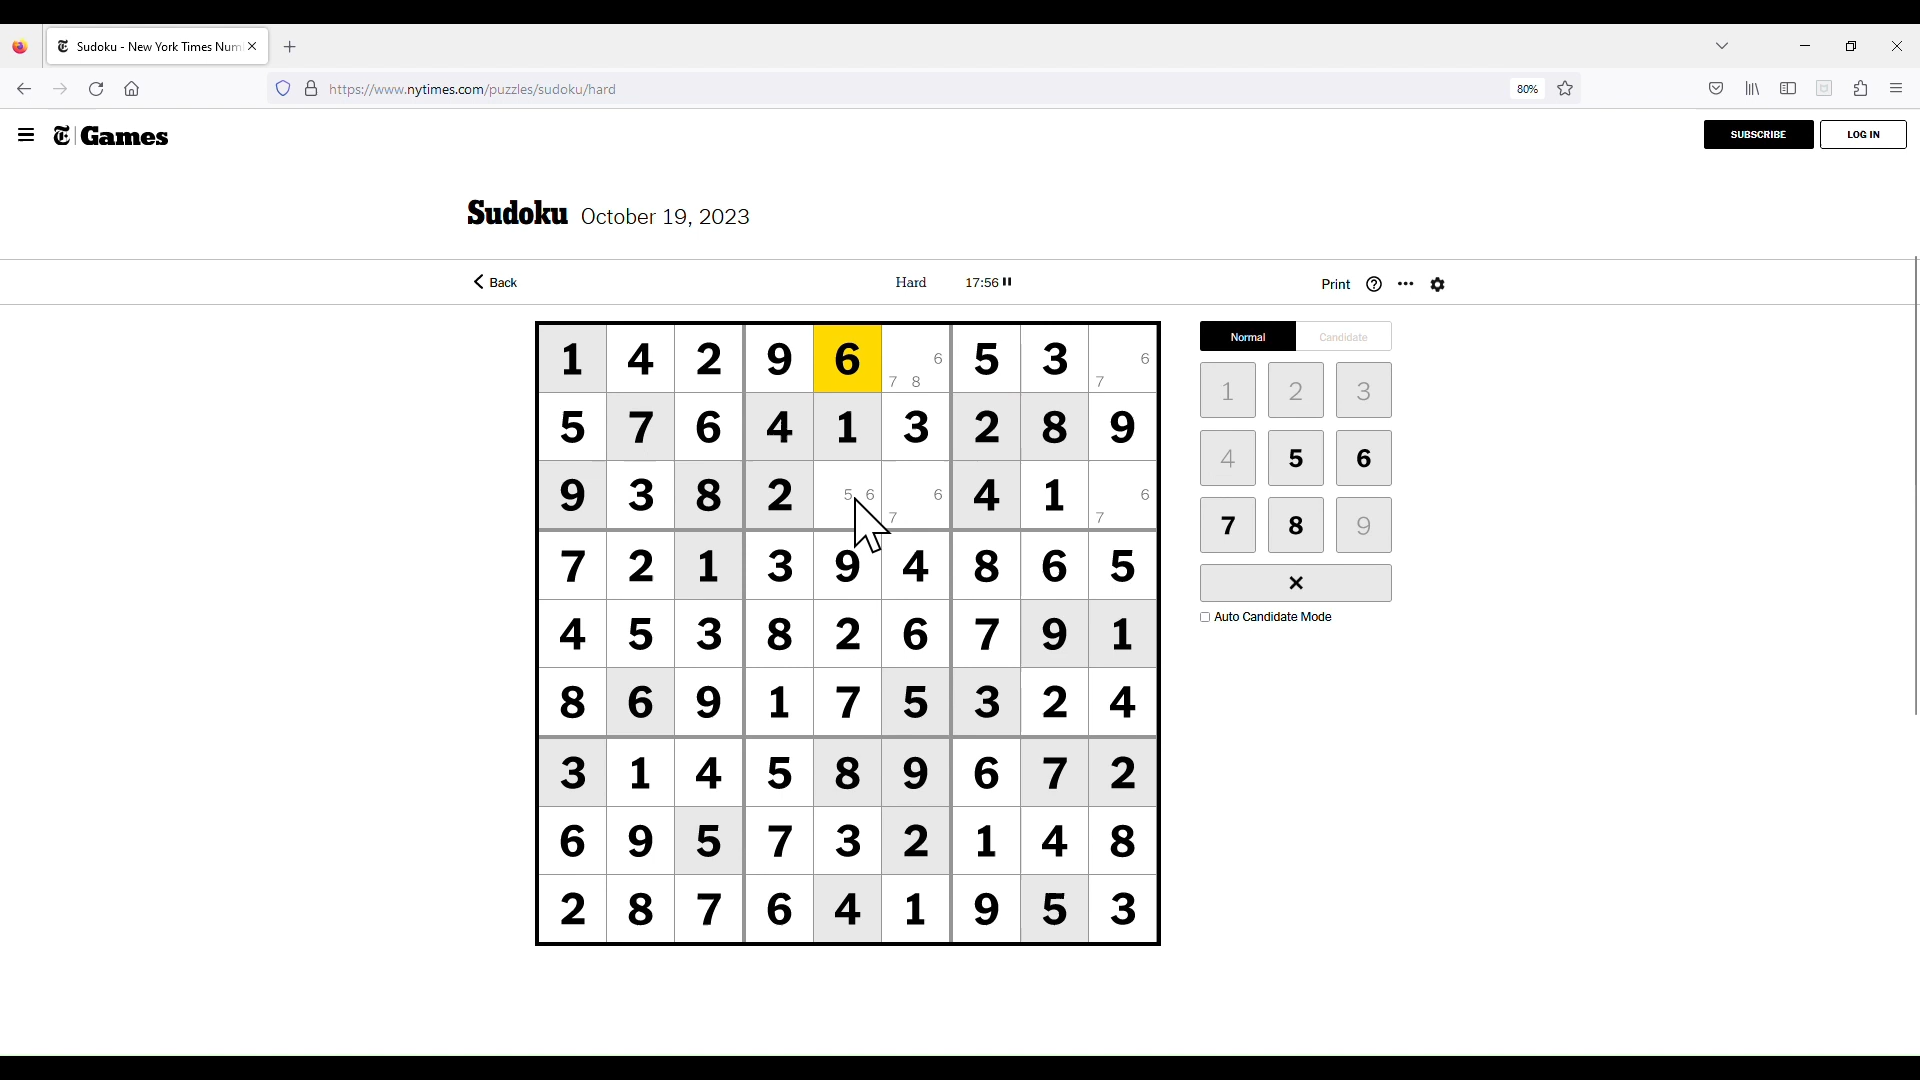 Sudoku - New York Times Num
https://www.nytimes.com/puzzles/sudoku/hard
80%
T Games
SUBSCRIBE
LOG IN
Sudoku October 19, 2023
Back
Hard
17:56
Print
Normal
Candidate
1 4 2 9 6 6 7 8 5 3 6 7
5 7 6 4 1 3 2 8 9
9 3 8 2 5 6 6 7 4 1 6 7
7 2 1 3 9 4 8 6 5
4 5 3 8 2 6 7 9 1
8 6 9 1 7 5 3 2 4
3 1 4 5 8 9 6 7 2
6 9 5 7 3 2 1 4 8
2 8 7 6 4 1 9 5 3
1 2 3
4 5 6
7 8 9
Auto Candidate Mode